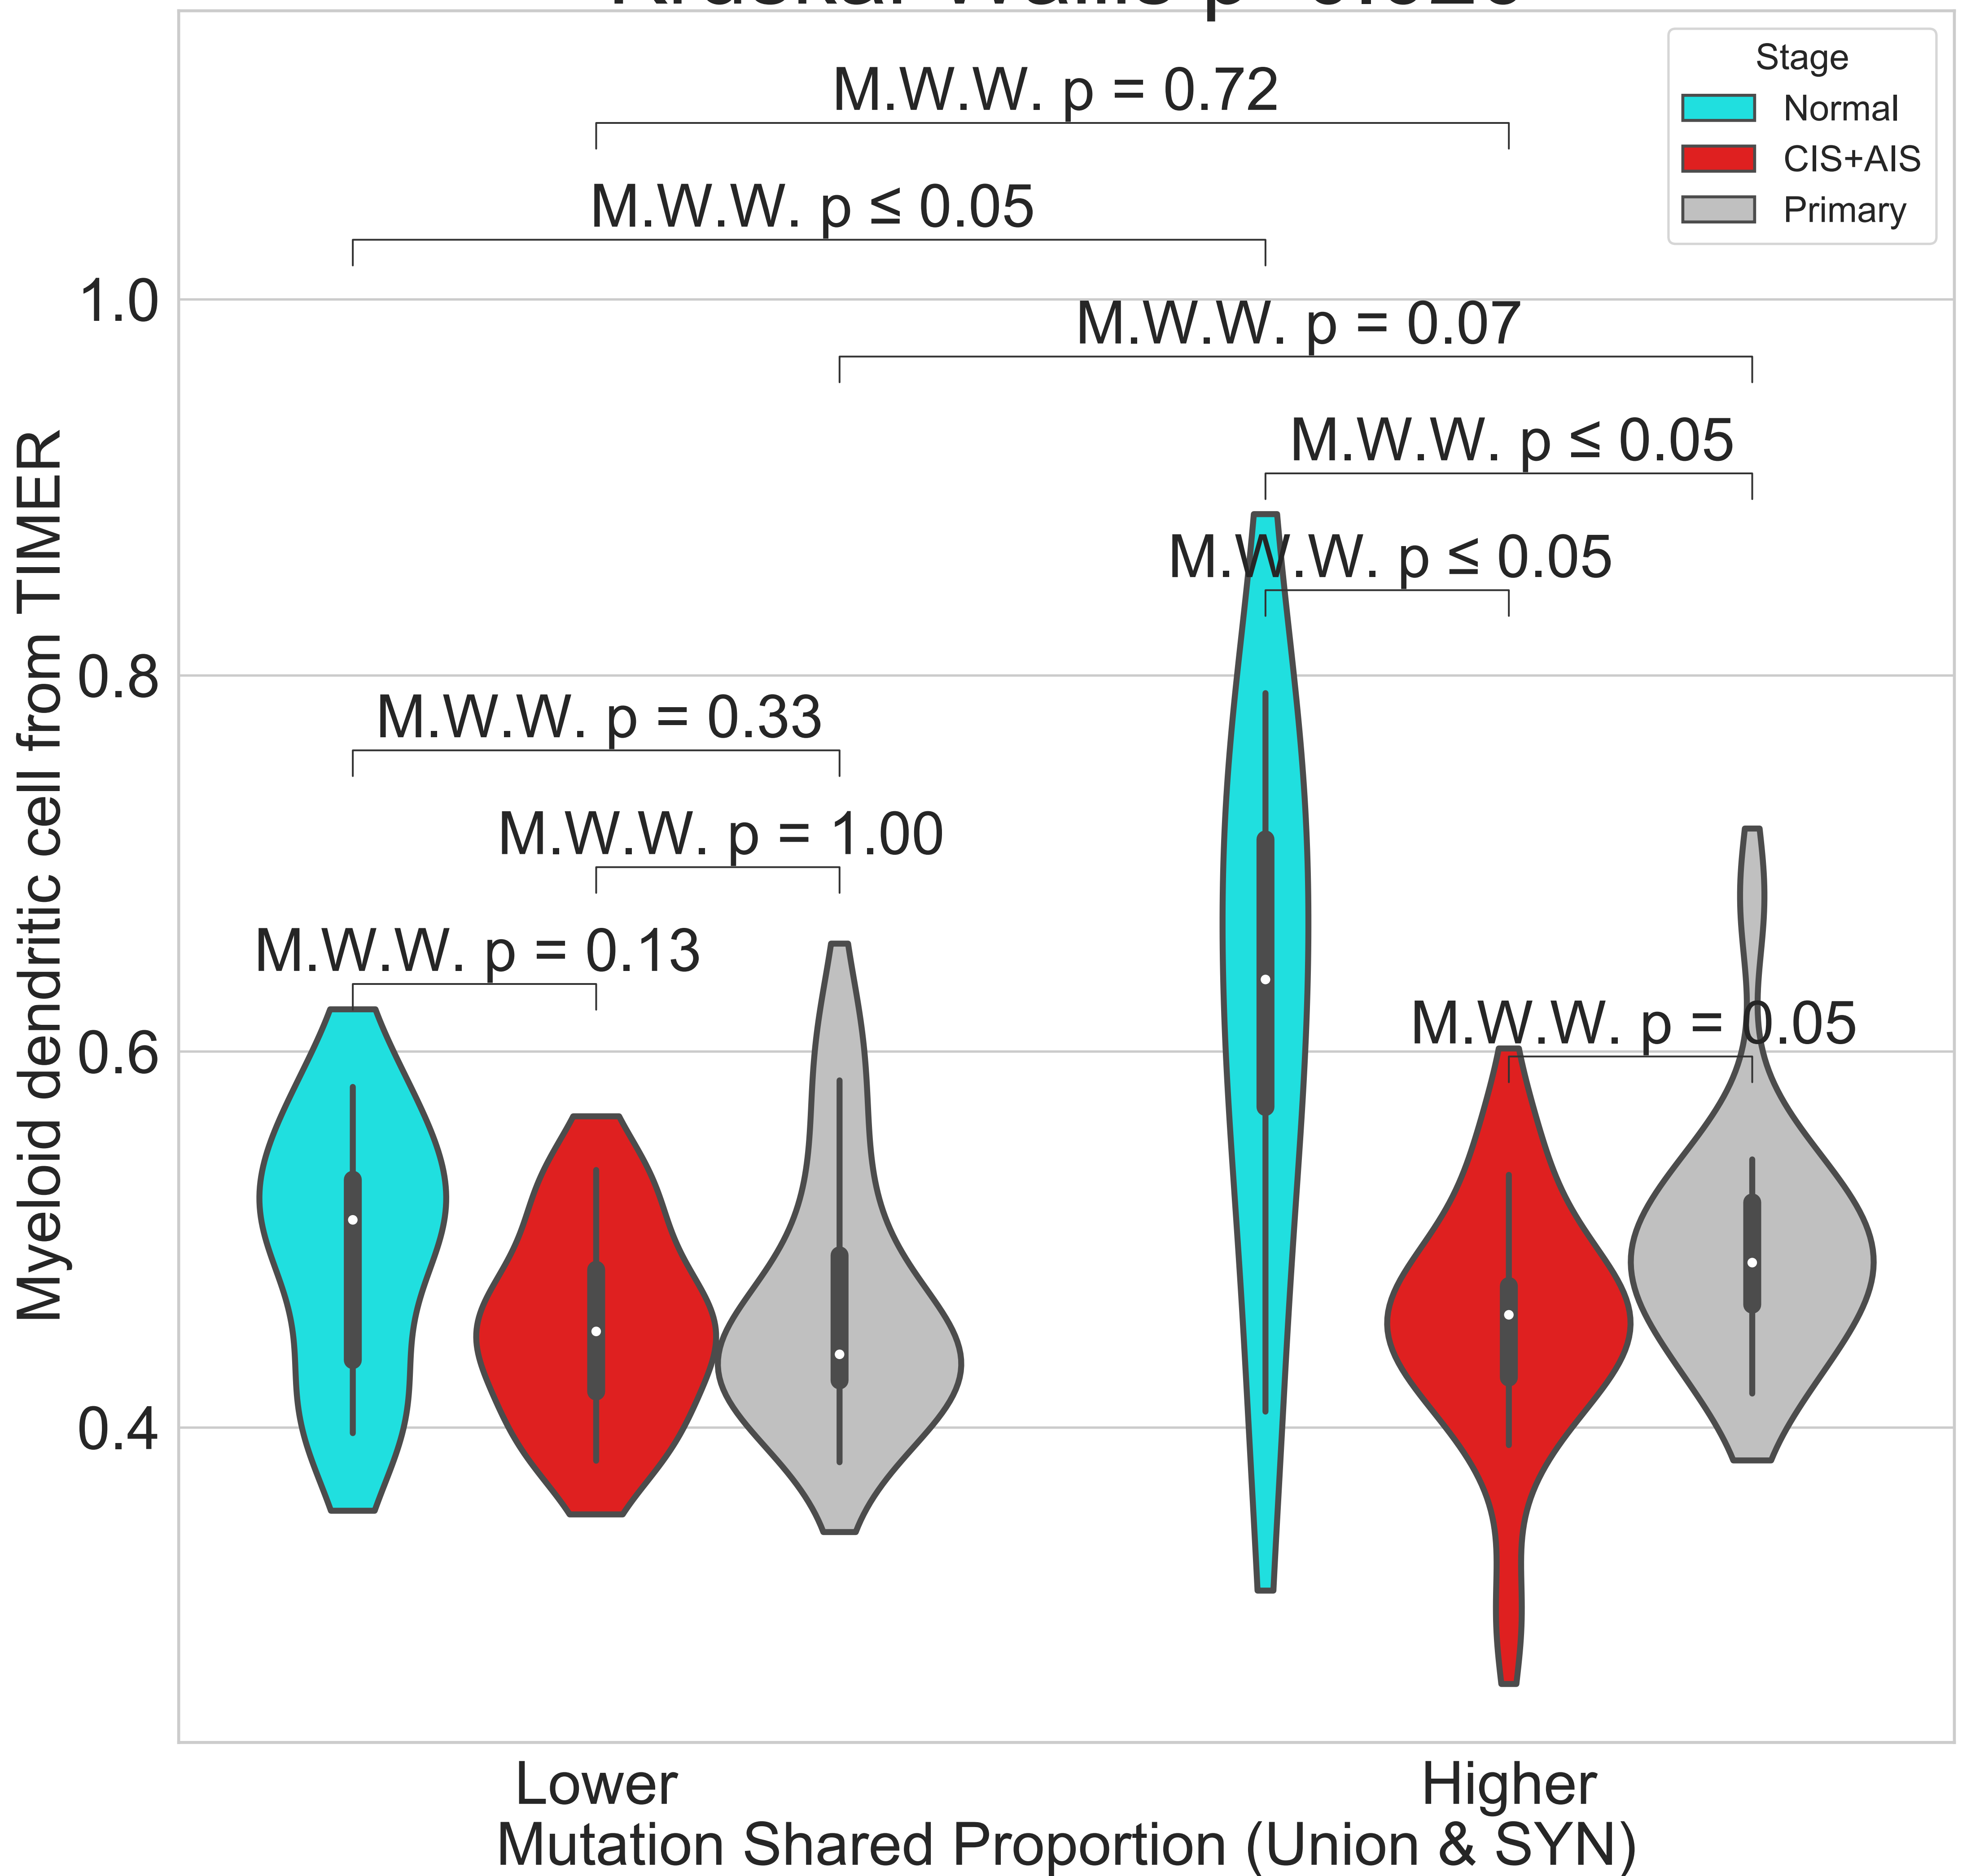 Stage
Normal
CIS+AIS
Primary
M.W.W. p = 0.72
M.W.W. p ≤ 0.05
M.W.W. p = 0.07
M.W.W. p ≤ 0.05
M.W.W. p ≤ 0.05
M.W.W. p = 0.33
M.W.W. p = 1.00
M.W.W. p = 0.13
M.W.W. p = 0.05
1.0
0.8
0.6
0.4
Myeloid dendritic cell from TIMER
Lower
Higher
Mutation Shared Proportion (Union & SYN)